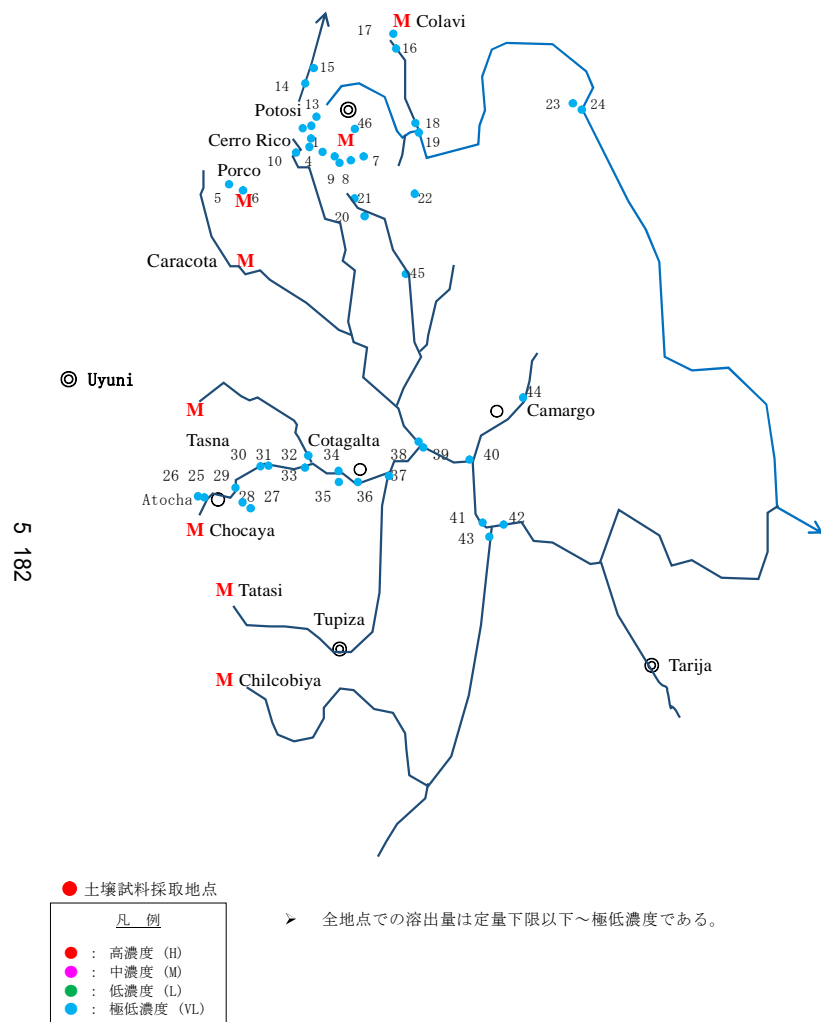 17 M Colavi
16
15
14
Potosi
13
46
18
19
23 24
Cerro Rico 1 M
10 4 9 8 7
Porco
5 M 6
21
22
20
Caracota M
45
Uyuni
M
44
Camargo
Tasna
30 31 32 Cotagalta
34 38 39 40
33
26 25 29
35 36 37
Atocha
28 27
M Chocaya
41 42
43
M Tatasi
Tupiza
M Chilcobiya
Tarija
5 182
土壌試料採取地点
凡 例
： 高濃度 (H)
： 中濃度 (M)
： 低濃度 (L)
： 極低濃度 (VL)
➢ 全地点での溶出量は定量下限以下～極低濃度である。